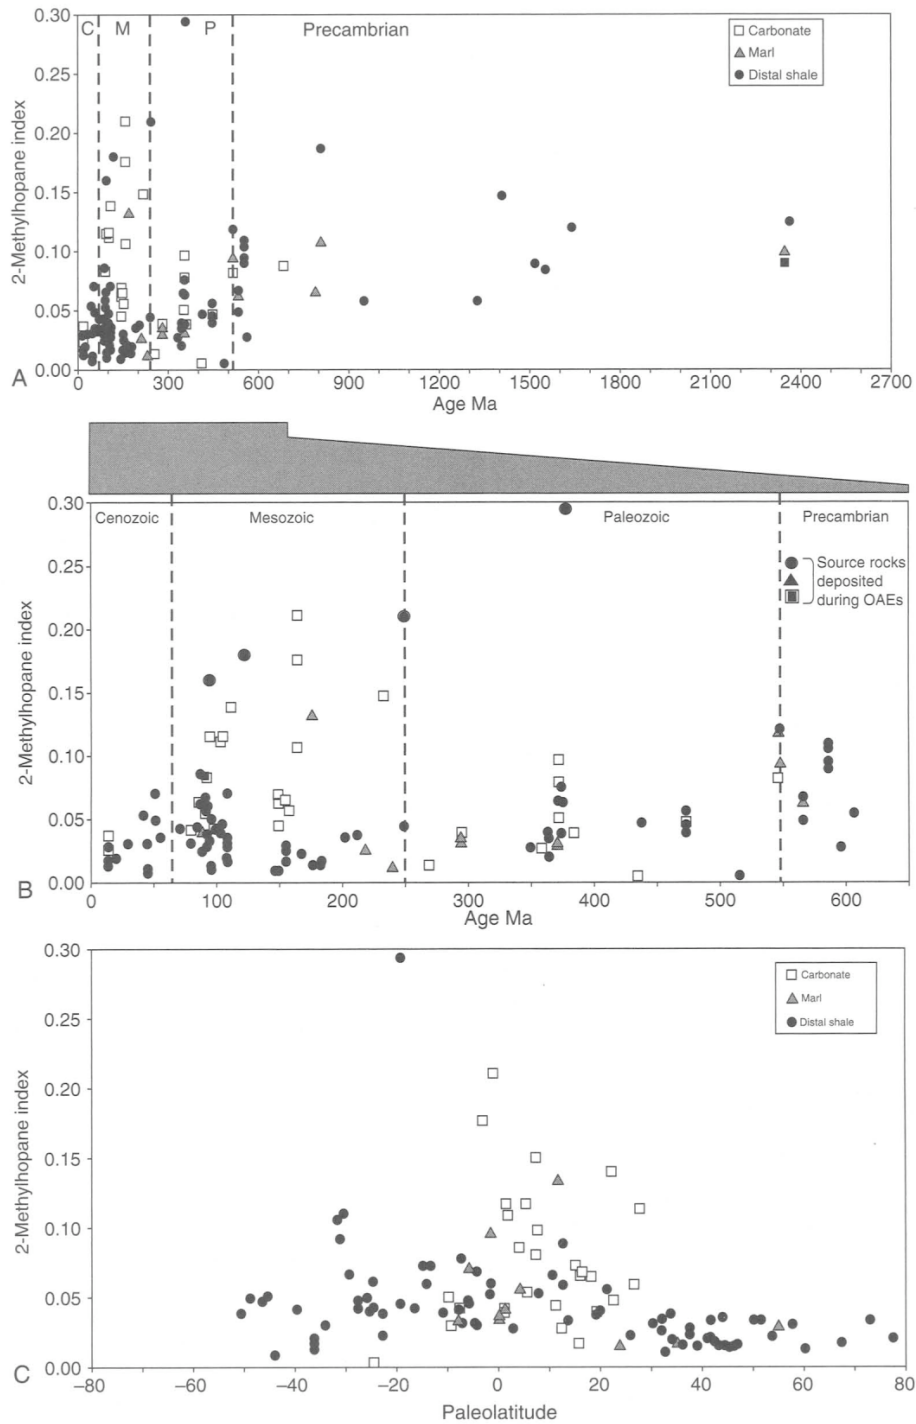 0.30
C
M
P
Precambrian
Carbonate
Marl
Distal shale
0.25
0.20
0.15
0.10
0.05
0.00
2-Methylhopane index
A
0 300 600 900 1200 1500 1800 2100 2400 2700
Age Ma
0.30
Cenozoic
Mesozoic
Paleozoic
Precambrian
Source rocks
deposited
during OAEs
0.25
0.20
0.15
0.10
0.05
0.00
2-Methylhopane index
B
0 100 200 300 400 500 600
Age Ma
0.30
Carbonate
Marl
Distal shale
0.25
0.20
0.15
0.10
0.05
0.00
2-Methylhopane index
C
–80 –60 –40 –20 0 20 40 60 80
Paleolatitude